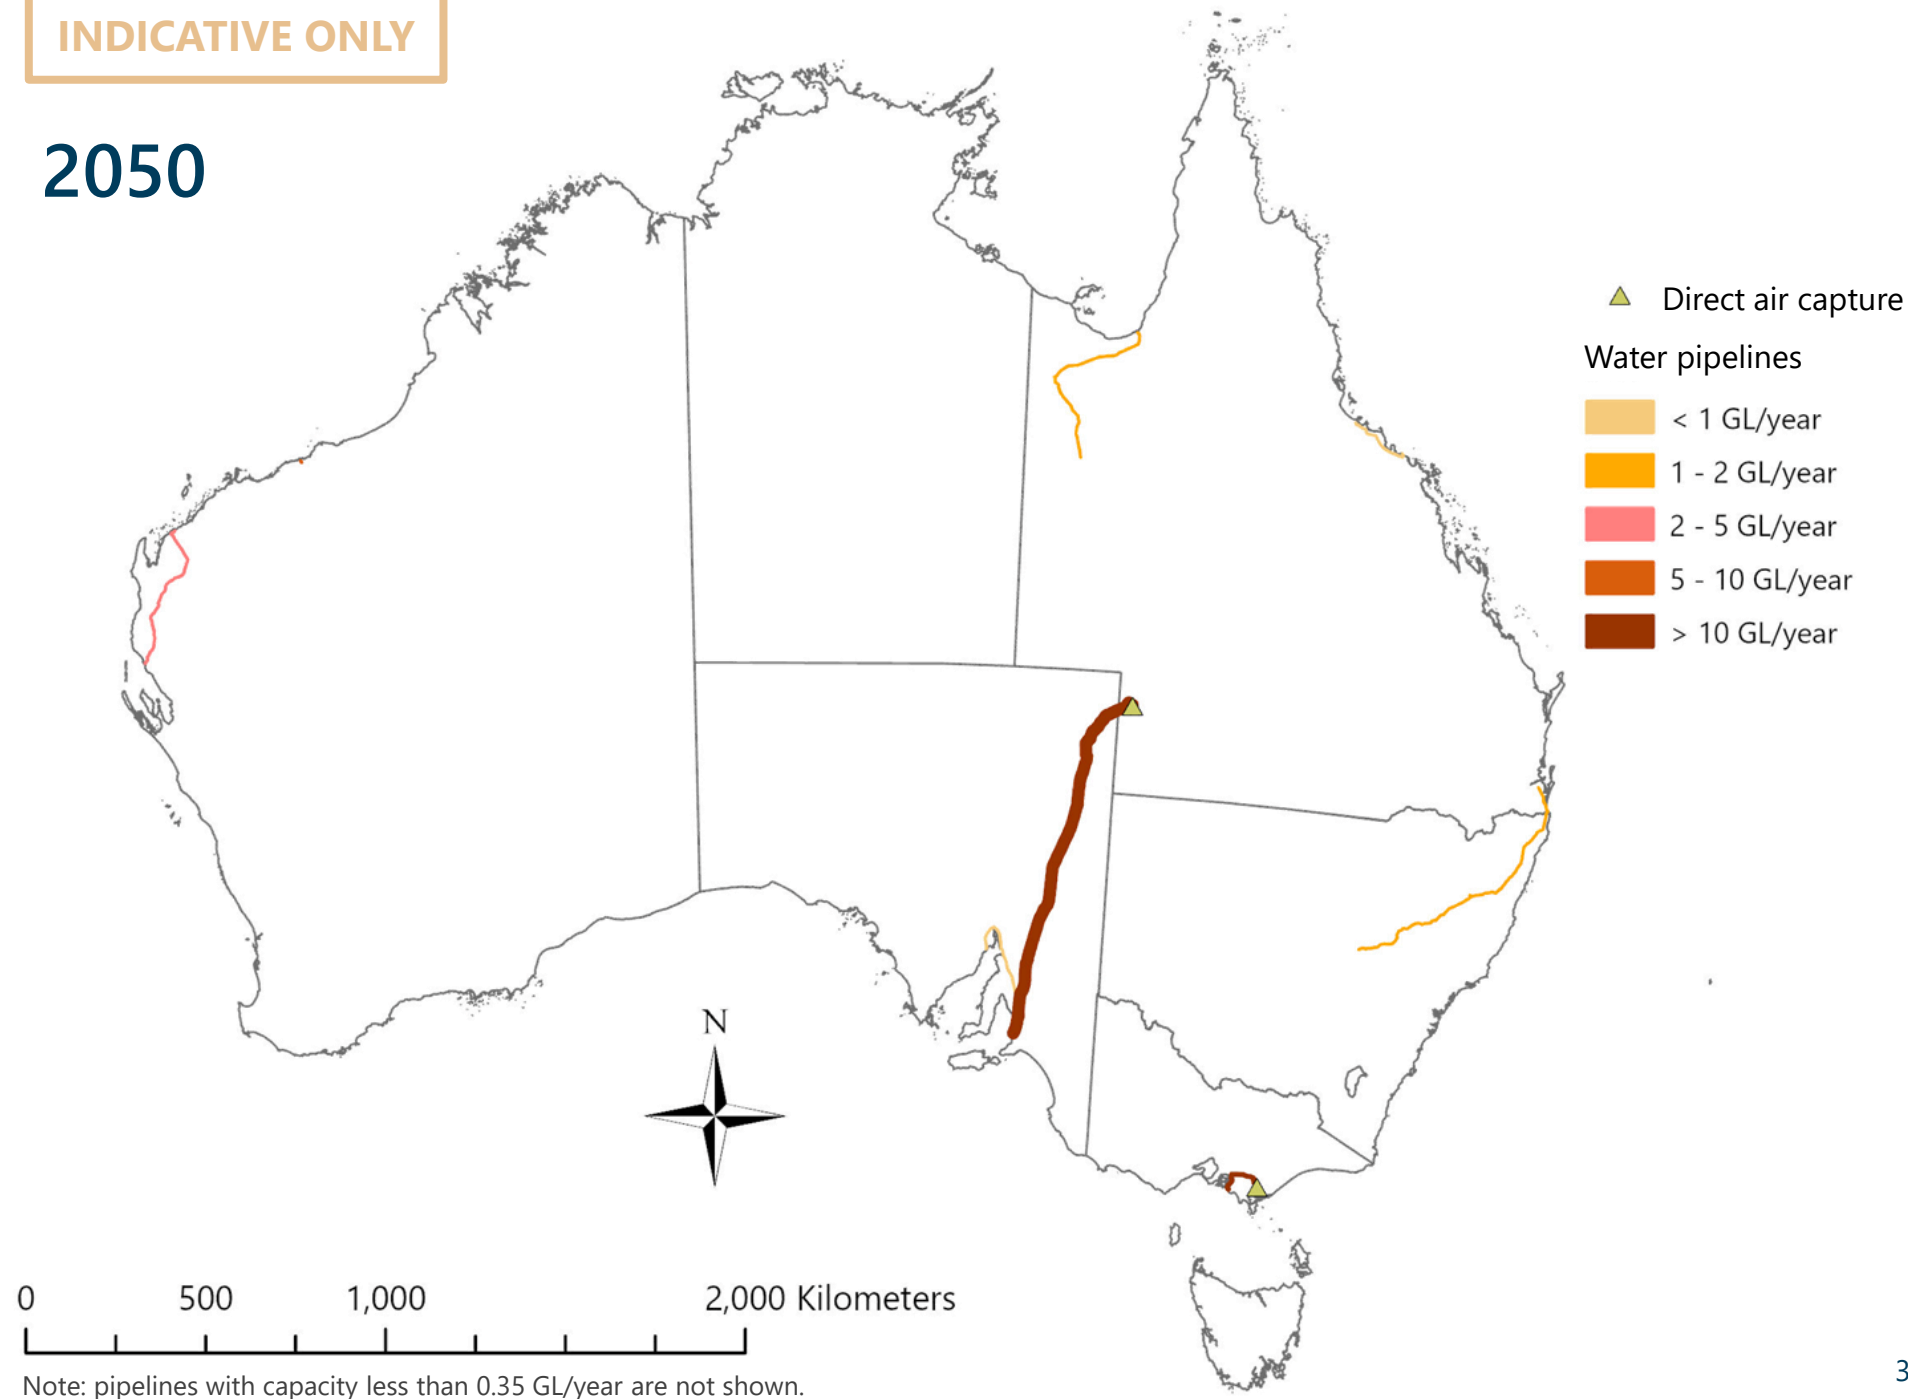 INDICATIVE ONLY
2050
Direct air capture
Water pipelines
< 1 GL/year
1 - 2 GL/year
2 - 5 GL/year
5 - 10 GL/year
> 10 GL/year
N
0 500 1,000 2,000 Kilometers
Note: pipelines with capacity less than 0.35 GL/year are not shown.
3